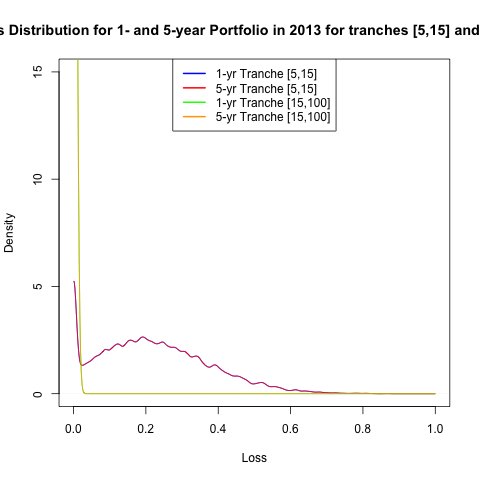 s Distribution for 1- and 5-year Portfolio in 2013 for tranches [5,15] and
1-yr Tranche [5,15]
5-yr Tranche [5,15]
1-yr Tranche [15,100]
5-yr Tranche [15,100]
15
10
5
0
Density
0.0 0.2 0.4 0.6 0.8 1.0
Loss